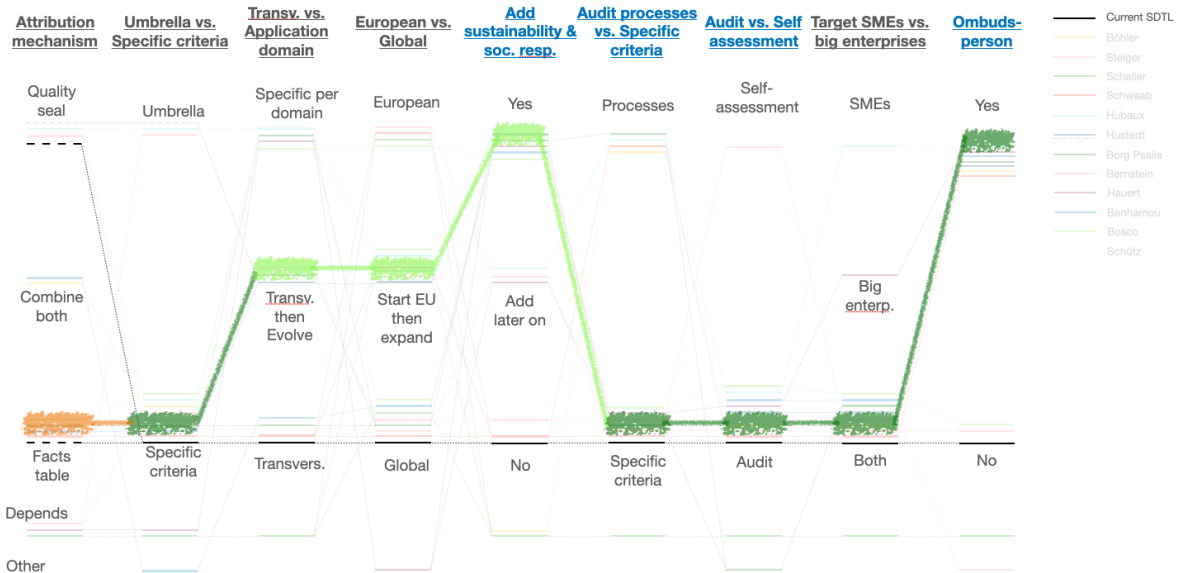 Attribution
mechanism
Umbrella vs.
Specific criteria
Transv. vs.
Application
domain
European vs.
Global
Add
sustainability &
soc. resp.
Audit processes
vs. Specific
criteria
Audit vs. Self
assessment
Target SMEs vs.
big enterprises
Ombuds-
person
Current SDTL
Böhler
Steiger
Schaller
Schwaab
Hubaux
Hustedt
Borg Psaila
Bernstein
Hauert
Benhamou
Bosco
Schütz
Quality
seal
Umbrella
Specific per
domain
European
Yes
Processes
Self-
assessment
SMEs
Yes
Combine
both
Transv.
then
Evolve
Start EU
then
expand
Add
later on
Big
enterp.
Facts
table
Specific
criteria
Transvers.
Global
No
Specific
criteria
Audit
Both
No
Depends
Other